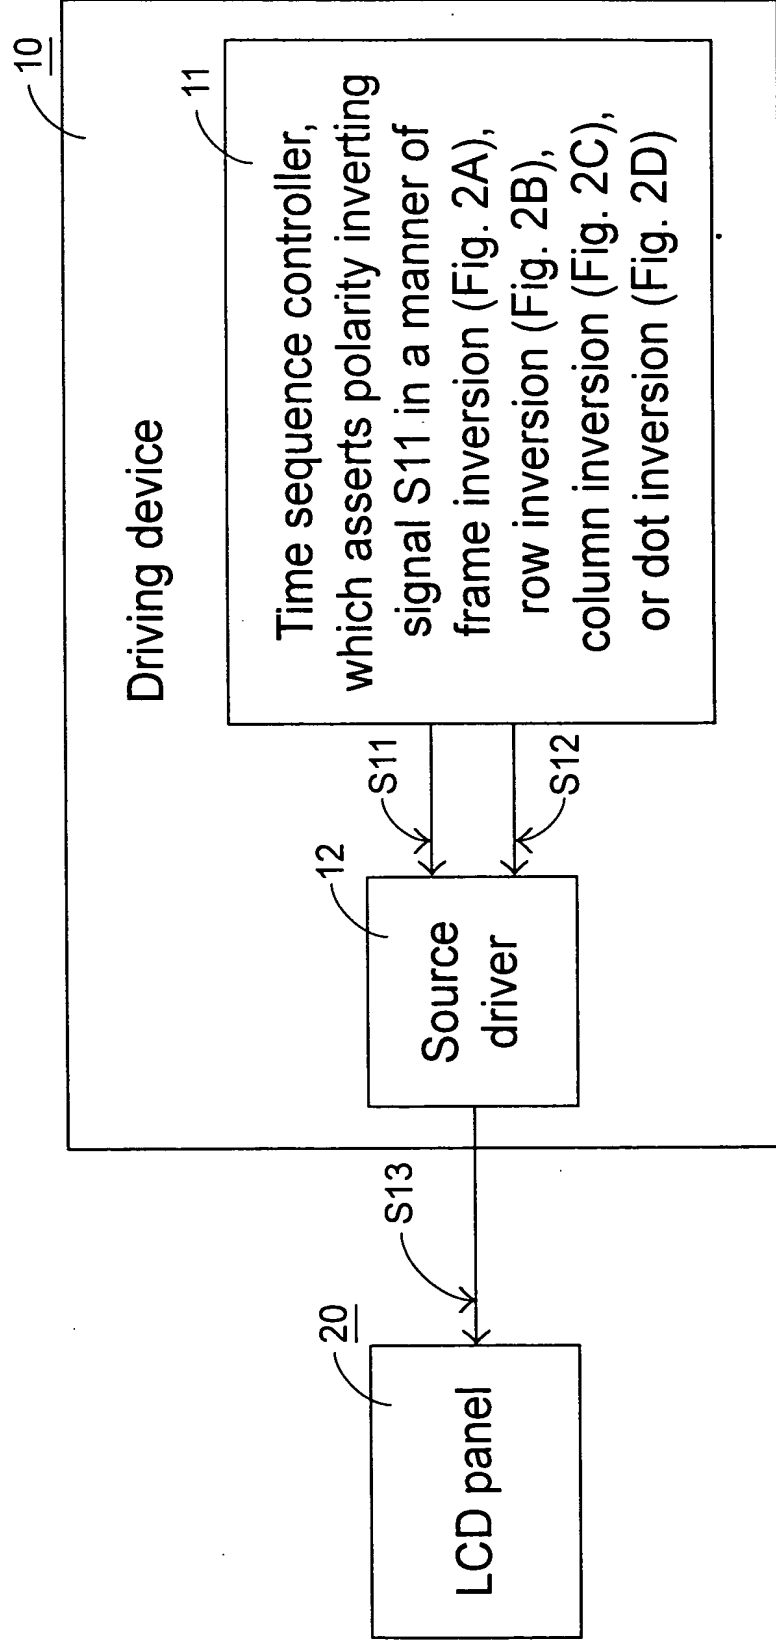 10
Driving device
11
Time sequence controller,
which asserts polarity inverting
signal S11 in a manner of
frame inversion (Fig. 2A),
row inversion (Fig. 2B),
column inversion (Fig. 2C),
or dot inversion (Fig. 2D)
S11
S12
12
Source
driver
S13
20
LCD panel